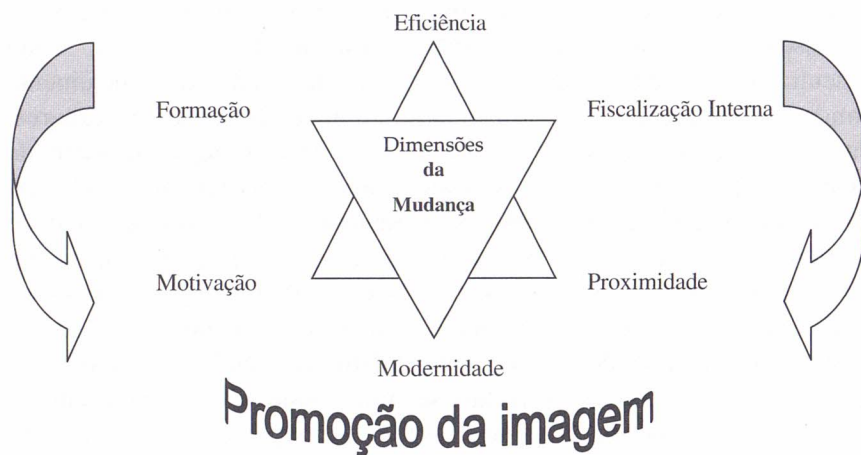 Eficiência
Formação
Fiscalização Interna
Dimensões
da
Mudança
Motivação
Proximidade
Modernidade
Promoção da imagem